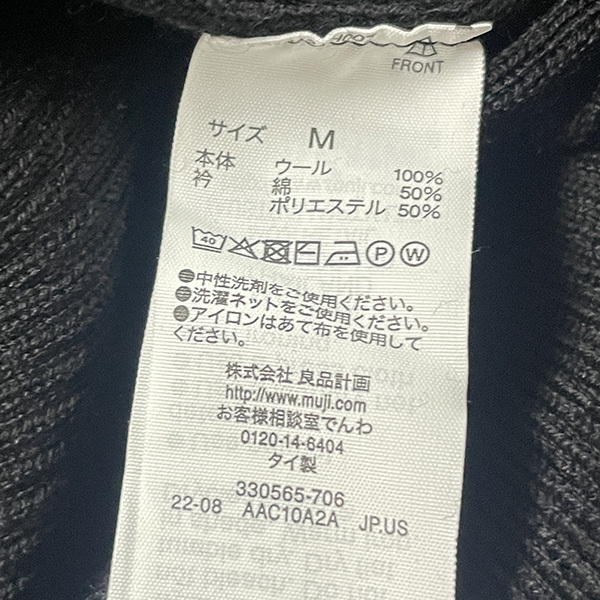 FRONT
サイズ M
本体 ウール 100%
衿 綿 50%
ポリエステル 50%
40 P W
●中性洗剤をご使用ください。
●洗濯ネットをご使用ください。
●アイロンはあて布を使用して
ください。
株式会社 良品計画
http://www.muji.com
お客様相談室でんわ
0120-14-6404
タイ製
330565-706
22-08 AAC10A2A JP.US